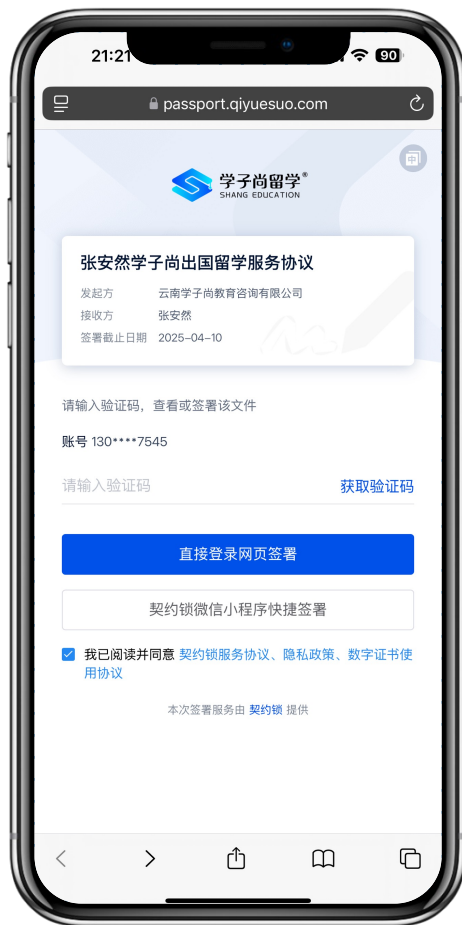 21:21
90
passport.qiyuesuo.com
中
学子尚留学®
SHANG EDUCATION
张安然学子尚出国留学服务协议
发起方 云南学子尚教育咨询有限公司
接收方 张安然
签署截止日期 2025-04-10
请输入验证码，查看或签署该文件
账号 130****7545
请输入验证码 获取验证码
直接登录网页签署
契约锁微信小程序快捷签署
我已阅读并同意 契约锁服务协议、隐私政策、数字证书使
用协议
本次签署服务由 契约锁 提供